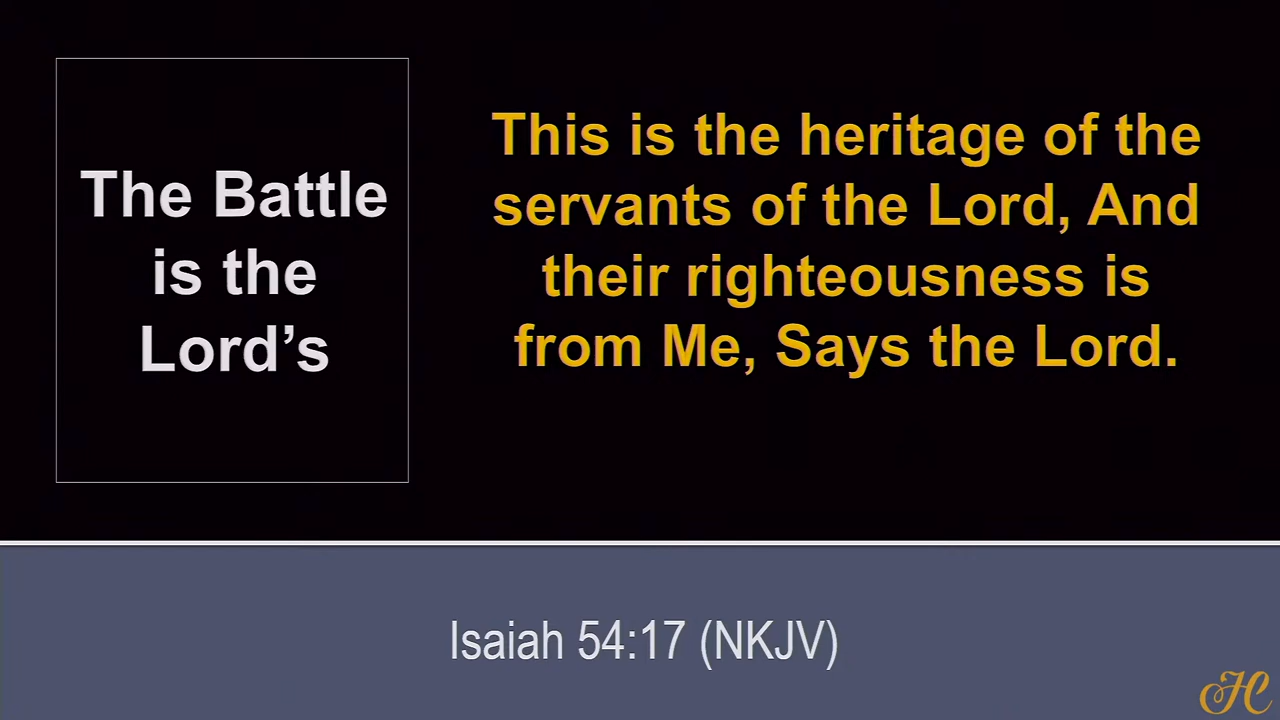 The Battle
is the
Lord’s
This is the heritage of the
servants of the Lord, And
their righteousness is
from Me, Says the Lord.
Isaiah 54:17 (NKJV)
HC